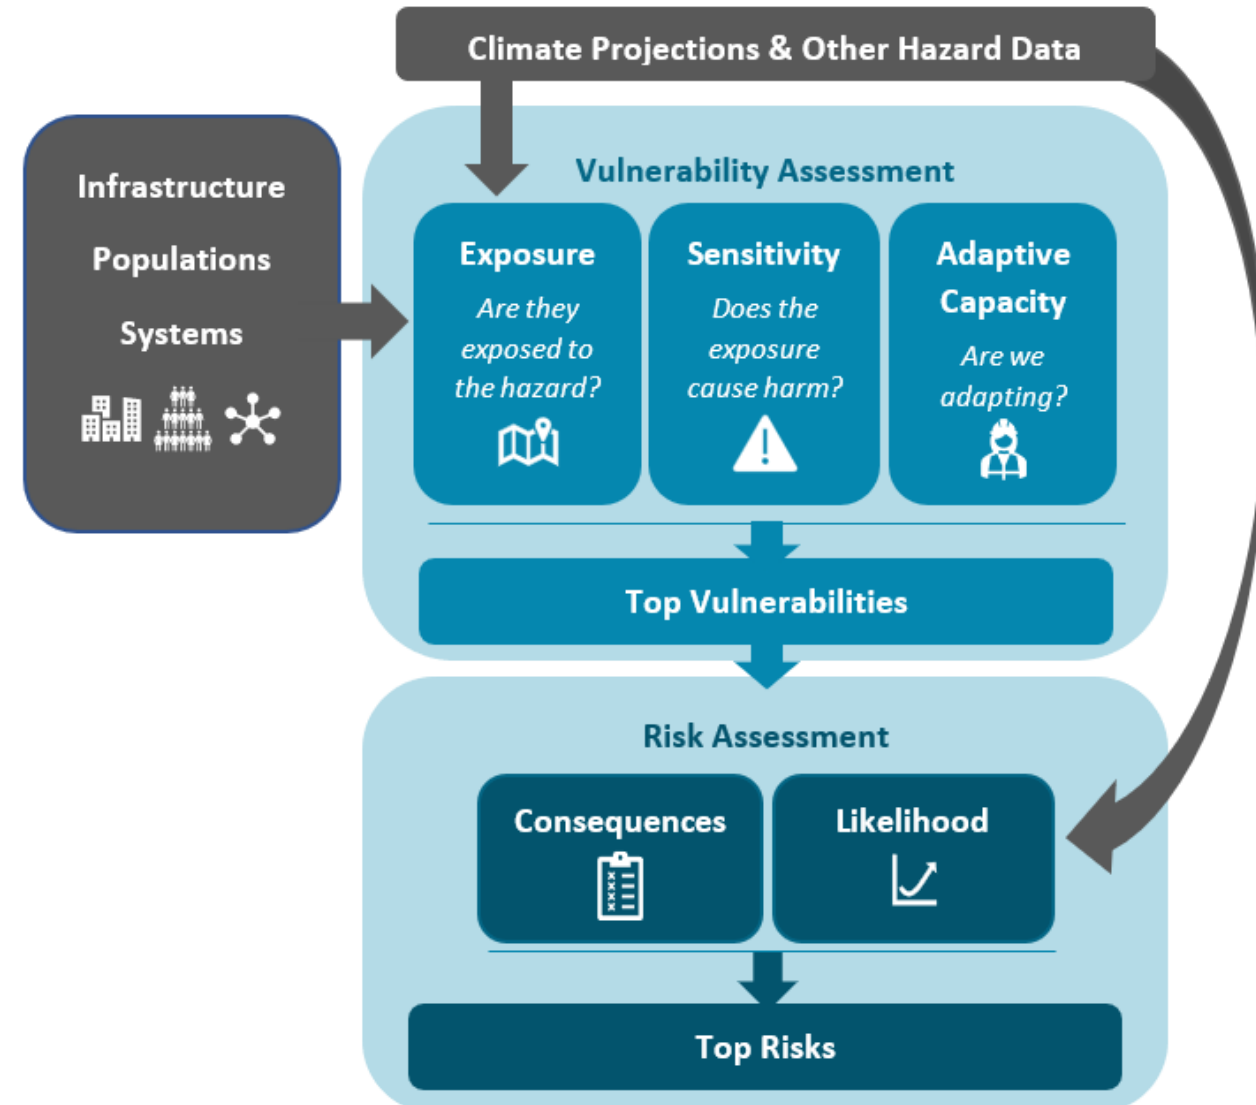 Climate Projections & Other Hazard Data
Infrastructure
Populations
Systems
Vulnerability Assessment
Exposure
Are they
exposed to
the hazard?
Sensitivity
Does the
exposure
cause harm?
Adaptive
Capacity
Are we
adapting?
Top Vulnerabilities
Risk Assessment
Consequences
Likelihood
Top Risks